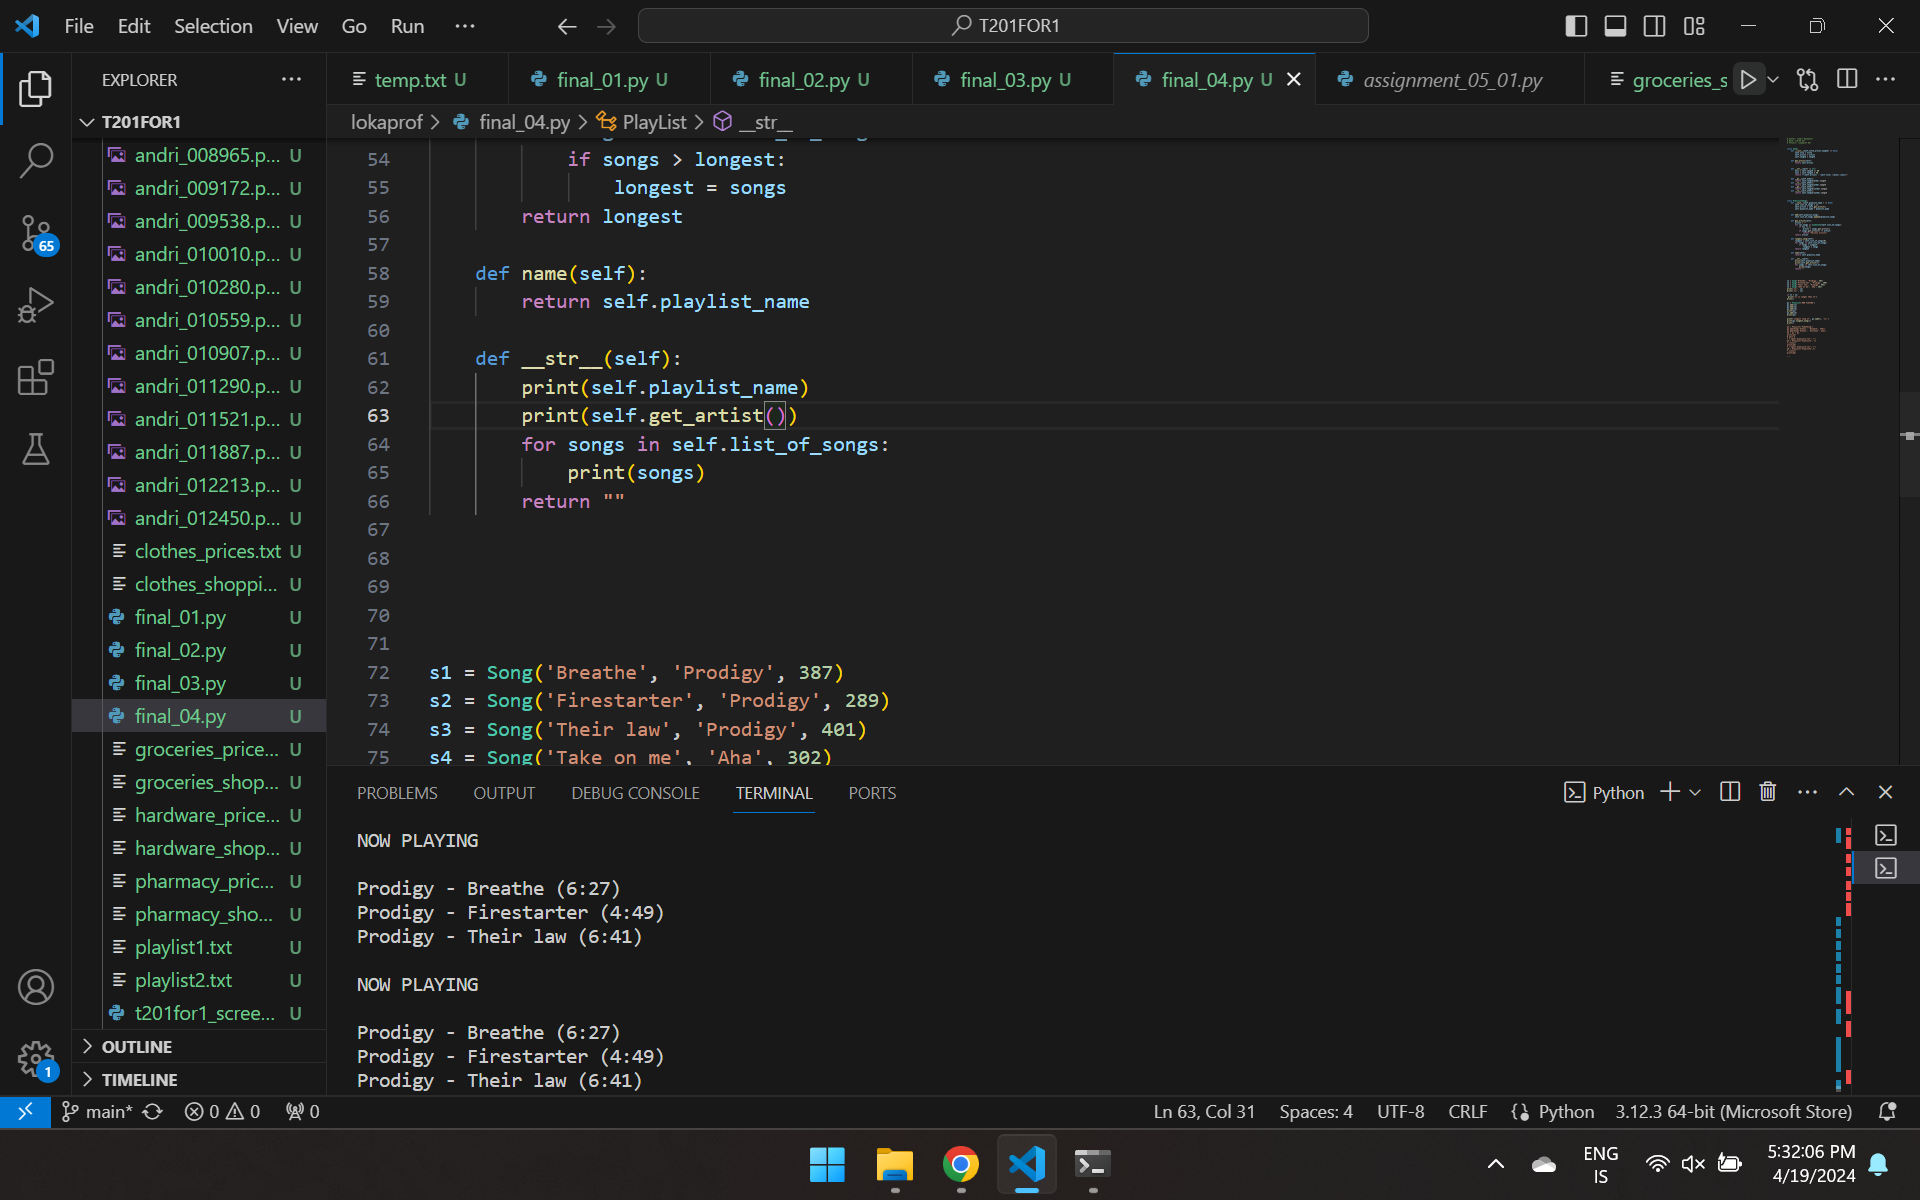 File Edit Selection View Go Run ··· T201FOR1
EXPLORER ···
T201FOR1
andri_008965.p... U
andri_009172.p... U
andri_009538.p... U
andri_010010.p... U
andri_010280.p... U
andri_010559.p... U
andri_010907.p... U
andri_011290.p... U
andri_011521.p... U
andri_011887.p... U
andri_012213.p... U
andri_012450.p... U
clothes_prices.txt U
clothes_shoppi... U
final_01.py U
final_02.py U
final_03.py U
final_04.py U
groceries_price... U
groceries_shop... U
hardware_price... U
hardware_shop... U
pharmacy_pric... U
pharmacy_sho... U
playlist1.txt U
playlist2.txt U
t201for1_scree... U
OUTLINE
TIMELINE
65
1
temp.txt U final_01.py U final_02.py U final_03.py U final_04.py U assignment_05_01.py groceries_s
lokaprof > final_04.py > PlayList > __str__
54 if songs > longest:
55 longest = songs
56 return longest
57
58 def name(self):
59 return self.playlist_name
60
61 def __str__(self):
62 print(self.playlist_name)
63 print(self.get_artist())
64 for songs in self.list_of_songs:
65 print(songs)
66 return ""
67
68
69
70
71
72 s1 = Song('Breathe', 'Prodigy', 387)
73 s2 = Song('Firestarter', 'Prodigy', 289)
74 s3 = Song('Their law', 'Prodigy', 401)
75 s4 = Song('Take on me', 'Aha', 302)
PROBLEMS OUTPUT DEBUG CONSOLE TERMINAL PORTS Python
NOW PLAYING
Prodigy - Breathe (6:27)
Prodigy - Firestarter (4:49)
Prodigy - Their law (6:41)
NOW PLAYING
Prodigy - Breathe (6:27)
Prodigy - Firestarter (4:49)
Prodigy - Their law (6:41)
main* 0 0 0 Ln 63, Col 31 Spaces: 4 UTF-8 CRLF Python 3.12.3 64-bit (Microsoft Store)
ENG
IS
5:32:06 PM
4/19/2024